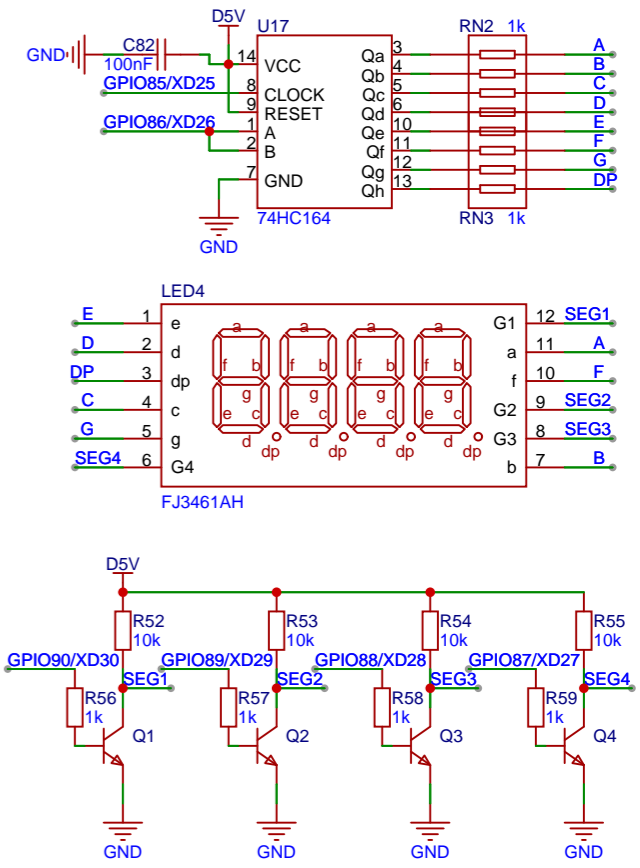 D5V
U17
RN2 1k
GND
C82
100nF
14 VCC
GPIO85/XD25
8 CLOCK
9 RESET
GPIO86/XD26
1 A
2 B
7 GND
Qa 3 A
Qb 4 B
Qc 5 C
Qd 6 D
Qe 10 E
Qf 11 F
Qg 12 G
Qh 13 DP
74HC164
RN3 1k
GND
LED4
E 1 e
D 2 d
DP 3 dp
C 4 c
G 5 g
SEG4 6 G4
a a a a
f b f b f b f b
g g g g
e c e c e c e c
d d d d
dp dp dp dp
G1 12 SEG1
a 11 A
f 10 F
G2 9 SEG2
G3 8 SEG3
b 7 B
FJ3461AH
D5V
R52 R53 R54 R55
10k 10k 10k 10k
GPIO90/XD30 GPIO89/XD29 GPIO88/XD28 GPIO87/XD27
SEG1 SEG2 SEG3 SEG4
R56 R57 R58 R59
1k 1k 1k 1k
Q1 Q2 Q3 Q4
GND GND GND GND